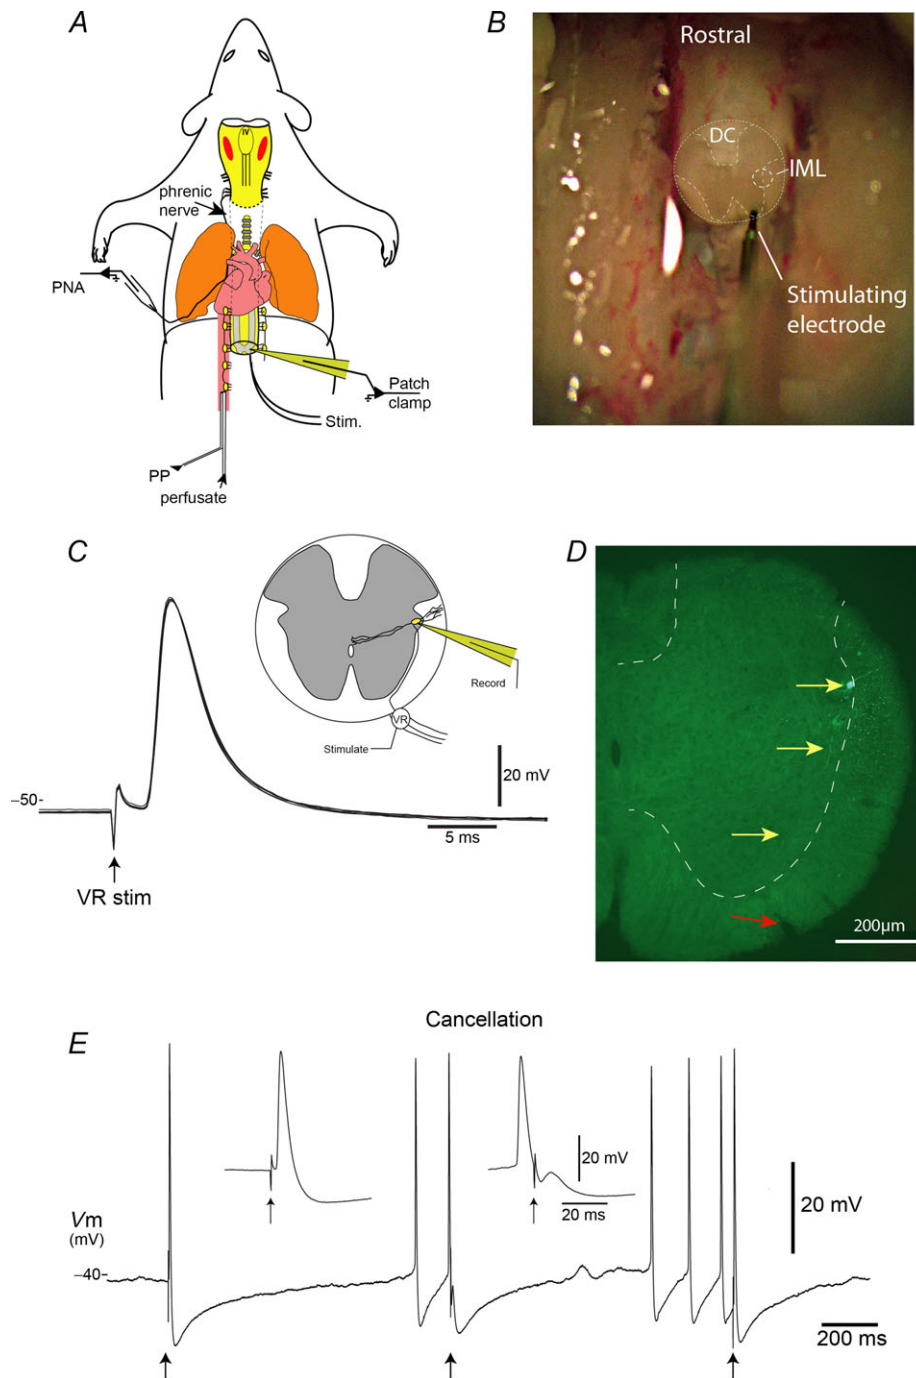 A
IV
phrenic
nerve
PNA
Patch
clamp
Stim.
PP
perfusate
B
Rostral
DC
IML
Stimulating
electrode
C
Record
VR
Stimulate
–50-
20 mV
5 ms
VR stim
D
200µm
Cancellation
E
20 mV
20 ms
20 mV
Vm
(mV)
–40-
200 ms